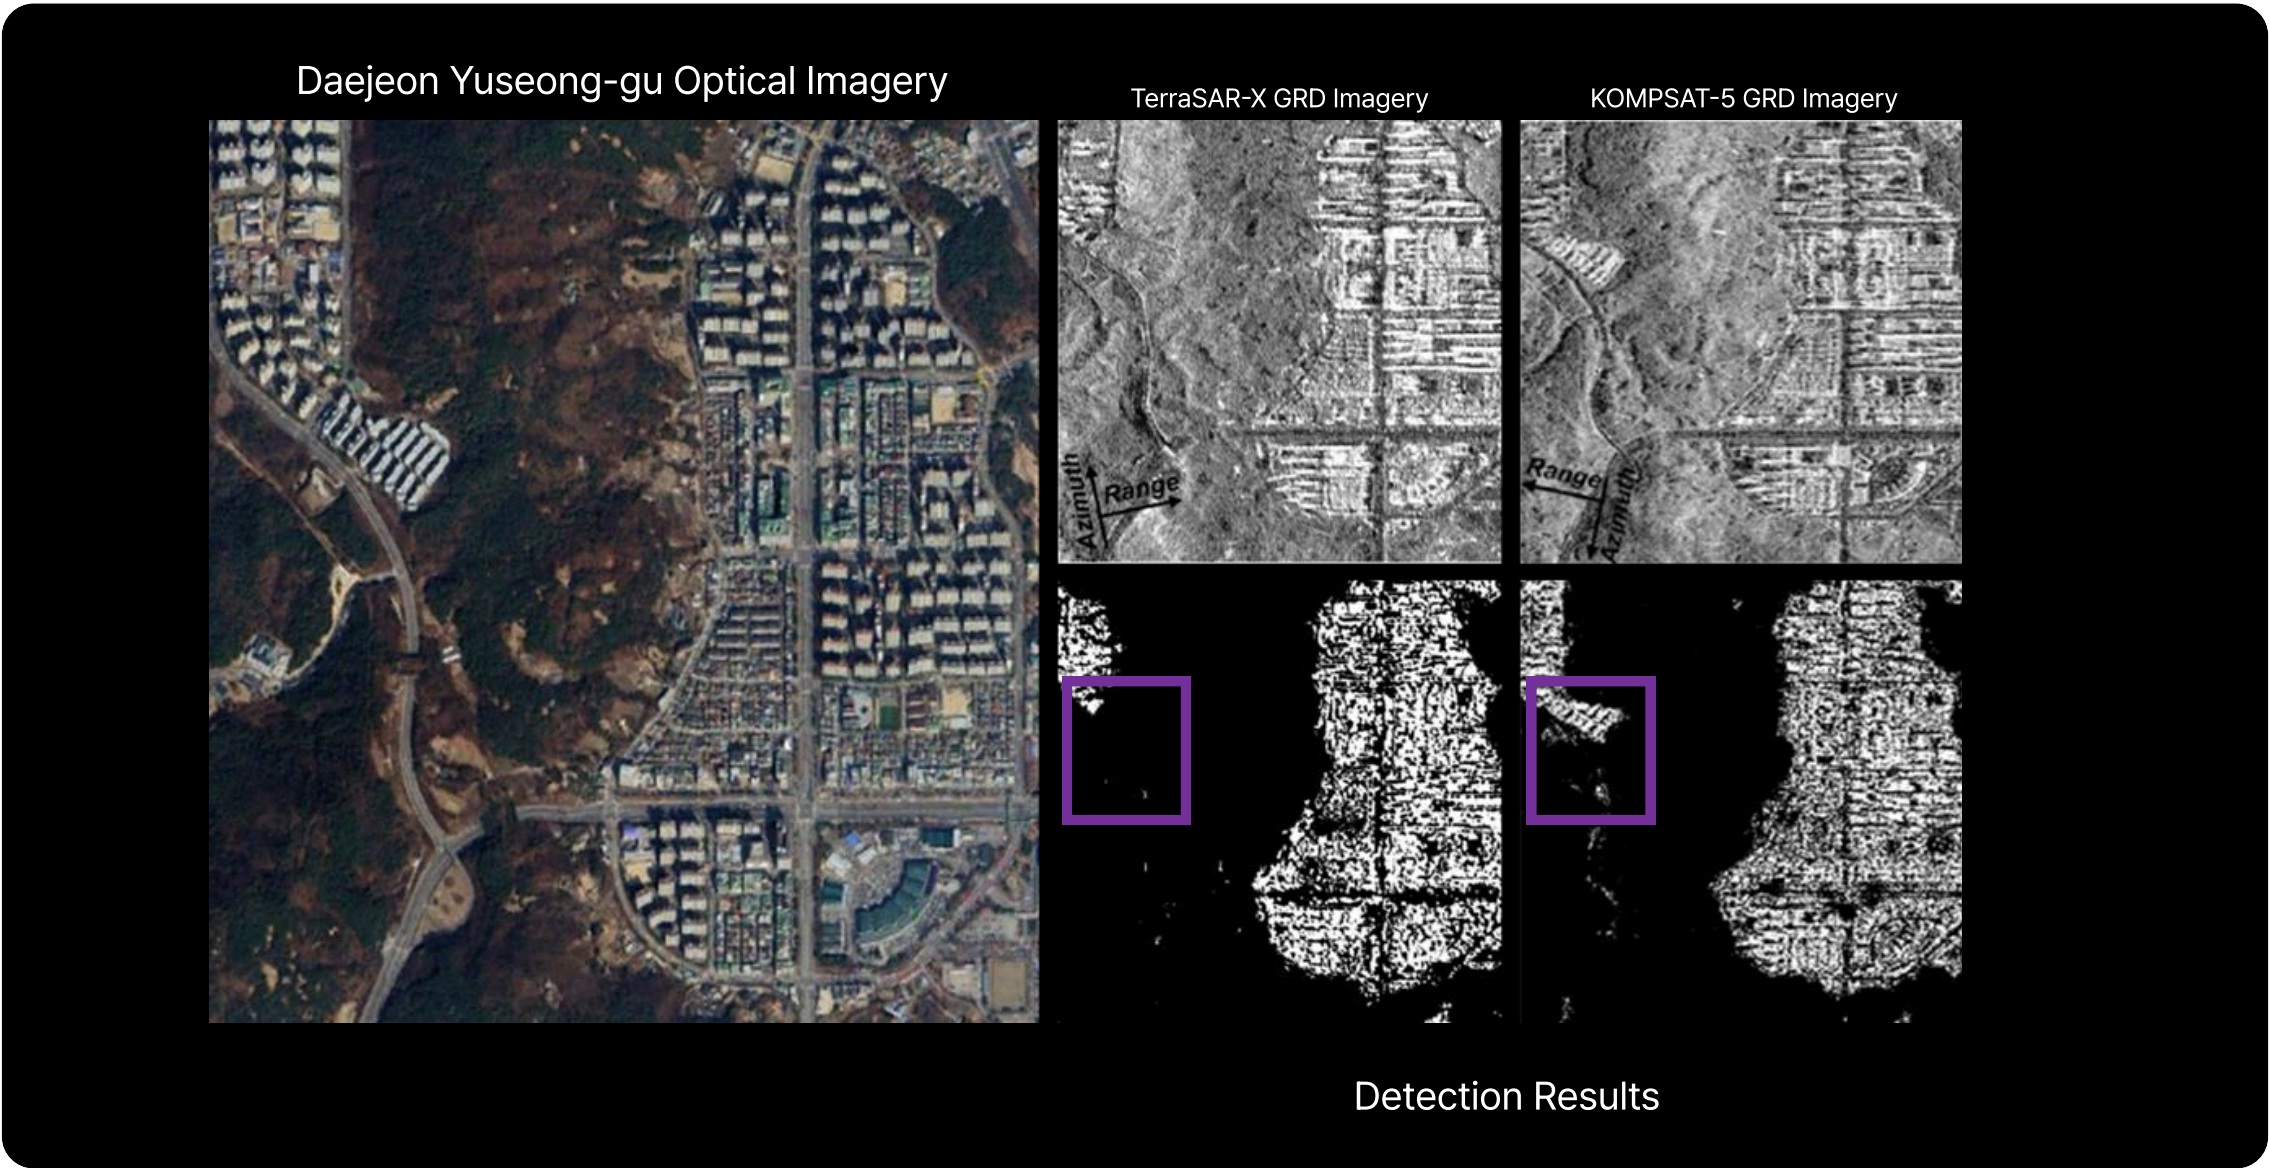 Daejeon Yuseong-gu Optical Imagery
TerraSAR-X GRD Imagery
KOMPSAT-5 GRD Imagery
Azimuth
Range
Range
Azimuth
Detection Results